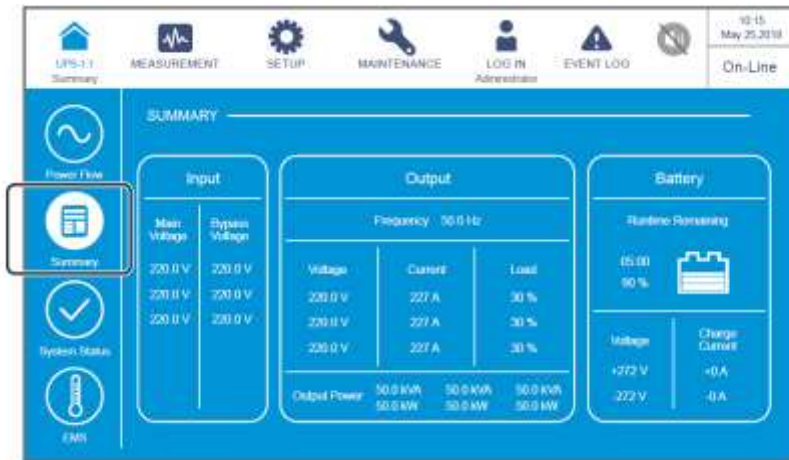 UPS-1.1
Summary
MEASUREMENT
SETUP
MAINTENANCE
LOG IN
Administrator
EVENT LOG
10:15
May 25,2018
On-Line
Power Flow
Summary
System Status
EMS
SUMMARY
Input
Main Voltage
Bypass Voltage
220.0 V 220.0 V
220.0 V 220.0 V
220.0 V 220.0 V
Output
Frequency 50.0 Hz
Voltage Current Load
220.0 V 227 A 30 %
220.0 V 227 A 30 %
220.0 V 227 A 30 %
Output Power
50.0 kVA 50.0 kVA 50.0 kVA
50.0 kW 50.0 kW 50.0 kW
Battery
Runtime Remaining
05:00
90 %
Voltage
Charge Current
+272 V +0 A
-272 V -0 A